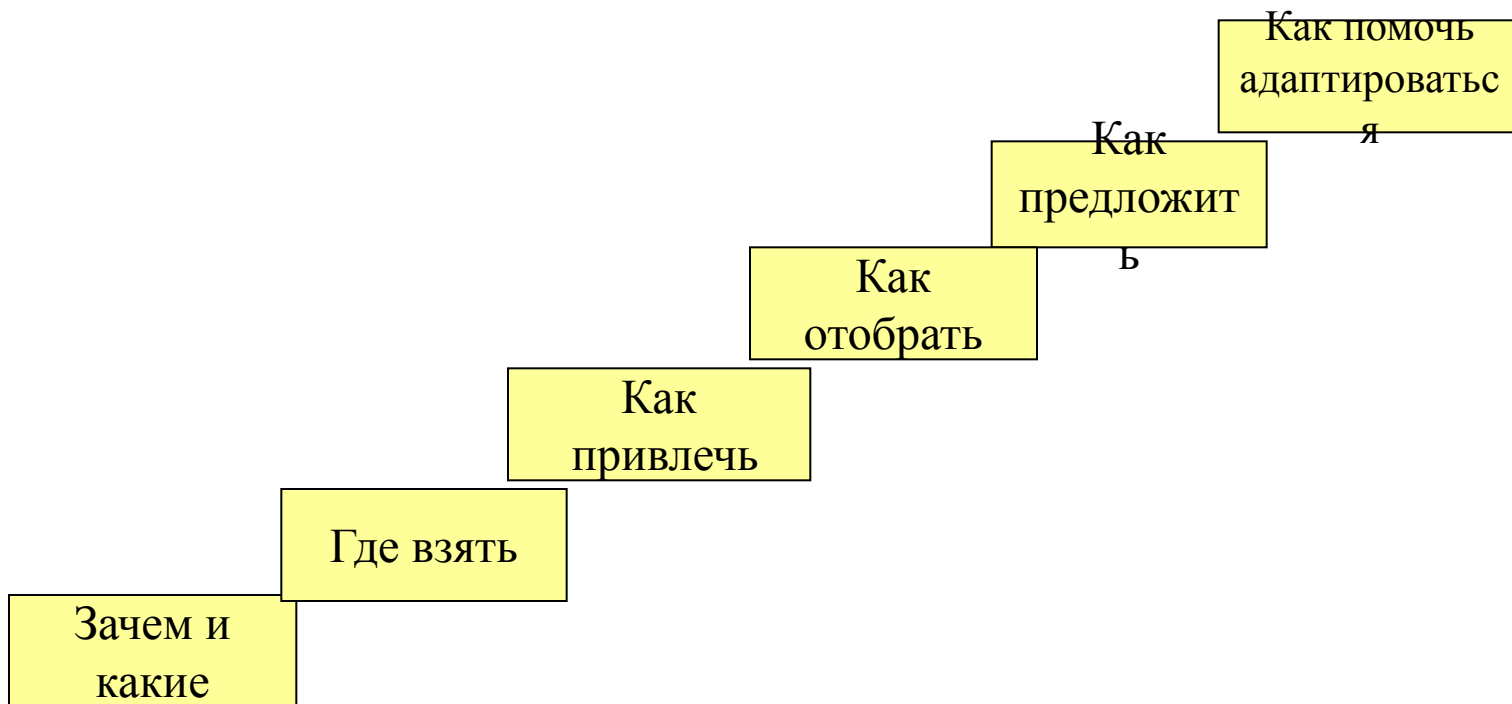 Как помочь
адаптироватьс
я
Как
предложит
ь
Как
отобрать
Как
привлечь
Где взять
Зачем и
какие